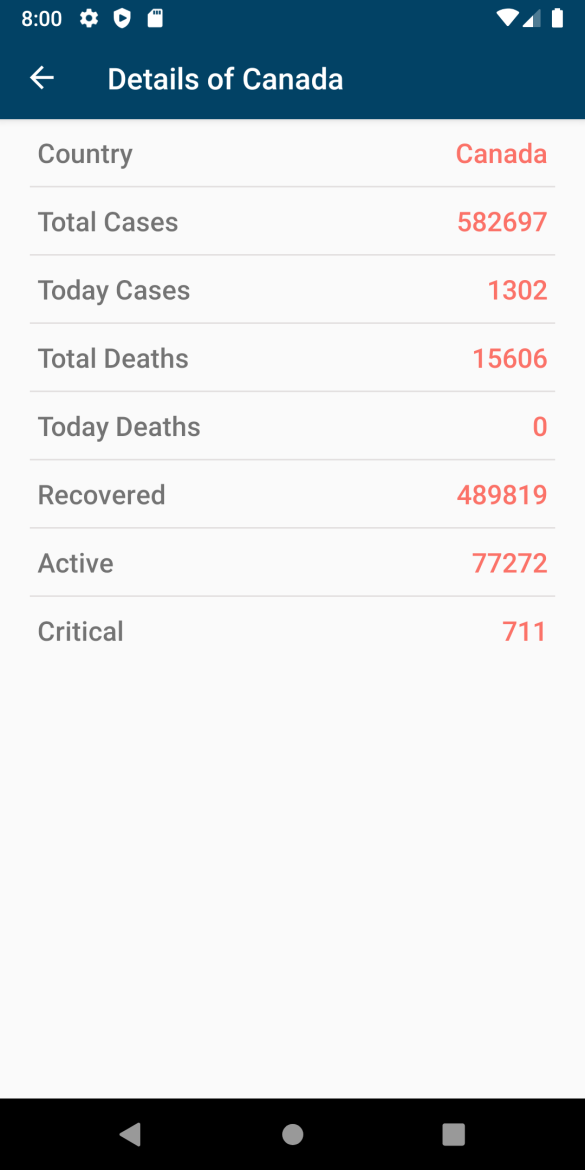 8:00
Details of Canada
Country Canada
Total Cases 582697
Today Cases 1302
Total Deaths 15606
Today Deaths 0
Recovered 489819
Active 77272
Critical 711